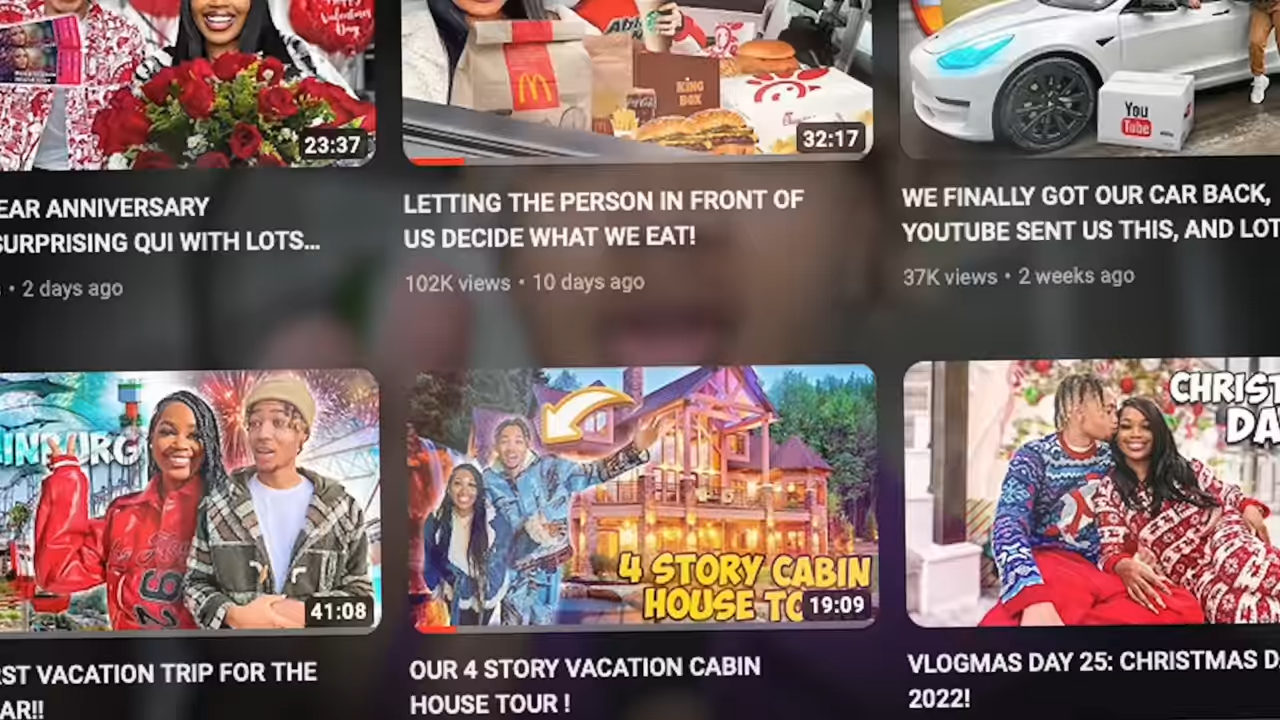 Happy Valentine's Day
KING BOX
You
Tube
23:37
32:17
EAR ANNIVERSARY
SURPRISING QUI WITH LOTS...
• 2 days ago
LETTING THE PERSON IN FRONT OF
US DECIDE WHAT WE EAT!
102K views • 10 days ago
WE FINALLY GOT OUR CAR BACK,
YOUTUBE SENT US THIS, AND LOT
37K views • 2 weeks ago
41:08
4 STORY CABIN
HOUSE TO
19:09
CHRIST
DA
ST VACATION TRIP FOR THE
AR!!
OUR 4 STORY VACATION CABIN
HOUSE TOUR !
VLOGMAS DAY 25: CHRISTMAS D
2022!